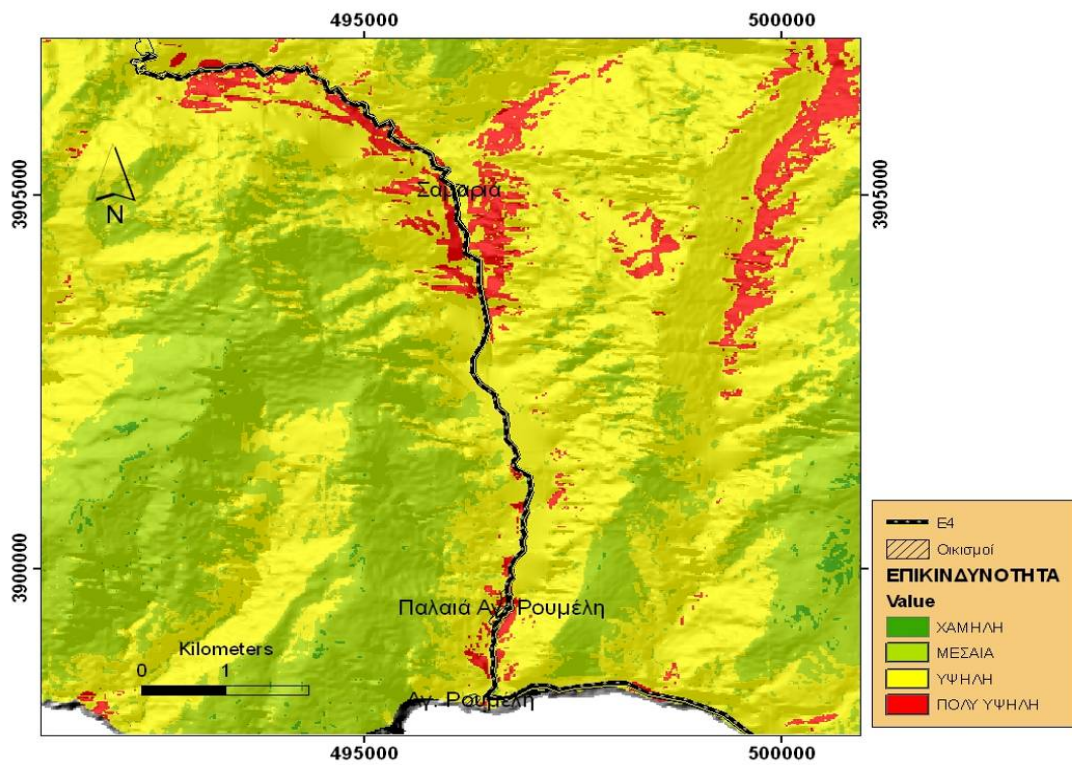 495000
500000
3905000
3905000
N
Σαμαριά
3900000
Παλαιά Αγ. Ρουμέλη
Kilometers
0 1
Αγ. Ρουμέλη
495000
500000
E4
Οικισμοί
ΕΠΙΚΙΝΔΥΝΟΤΗΤΑ
Value
ΧΑΜΗΛΗ
ΜΕΣΑΙΑ
ΥΨΗΛΗ
ΠΟΛΥ ΥΨΗΛΗ